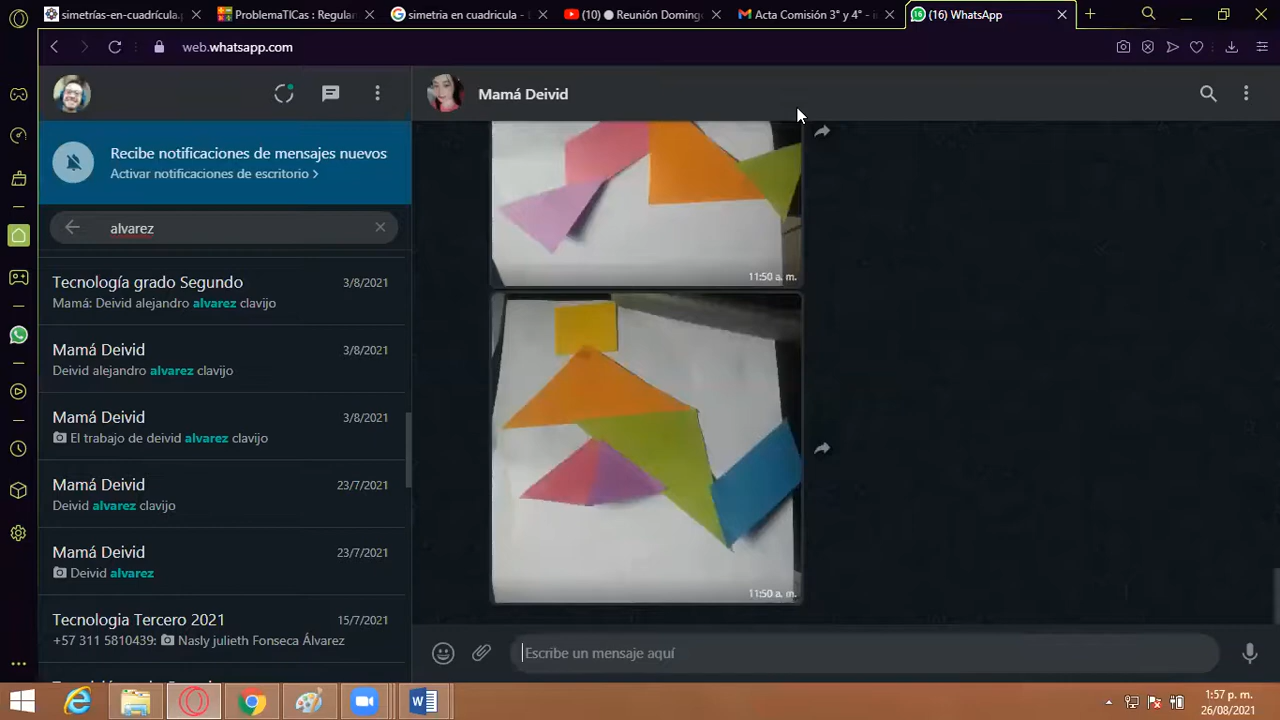 simetrías-en-cuadrícula.p
ProblemaTICas : Regular
simetria en cuadricula -
(10) Reunión Doming
Acta Comisión 3° y 4° -
(16) WhatsApp
web.whatsapp.com
Mamá Deivid
Recibe notificaciones de mensajes nuevos
Activar notificaciones de escritorio >
alvarez
Tecnología grado Segundo 3/8/2021
Mamá: Deivid alejandro alvarez clavijo
Mamá Deivid 3/8/2021
Deivid alejandro alvarez clavijo
Mamá Deivid 3/8/2021
El trabajo de deivid alvarez clavijo
Mamá Deivid 23/7/2021
Deivid alvarez clavijo
Mamá Deivid 23/7/2021
Deivid alvarez
Tecnologia Tercero 2021 15/7/2021
+57 311 5810439: Nasly julieth Fonseca Álvarez
11:50 a. m.
11:50 a. m.
Escribe un mensaje aquí
1:57 p. m.
26/08/2021